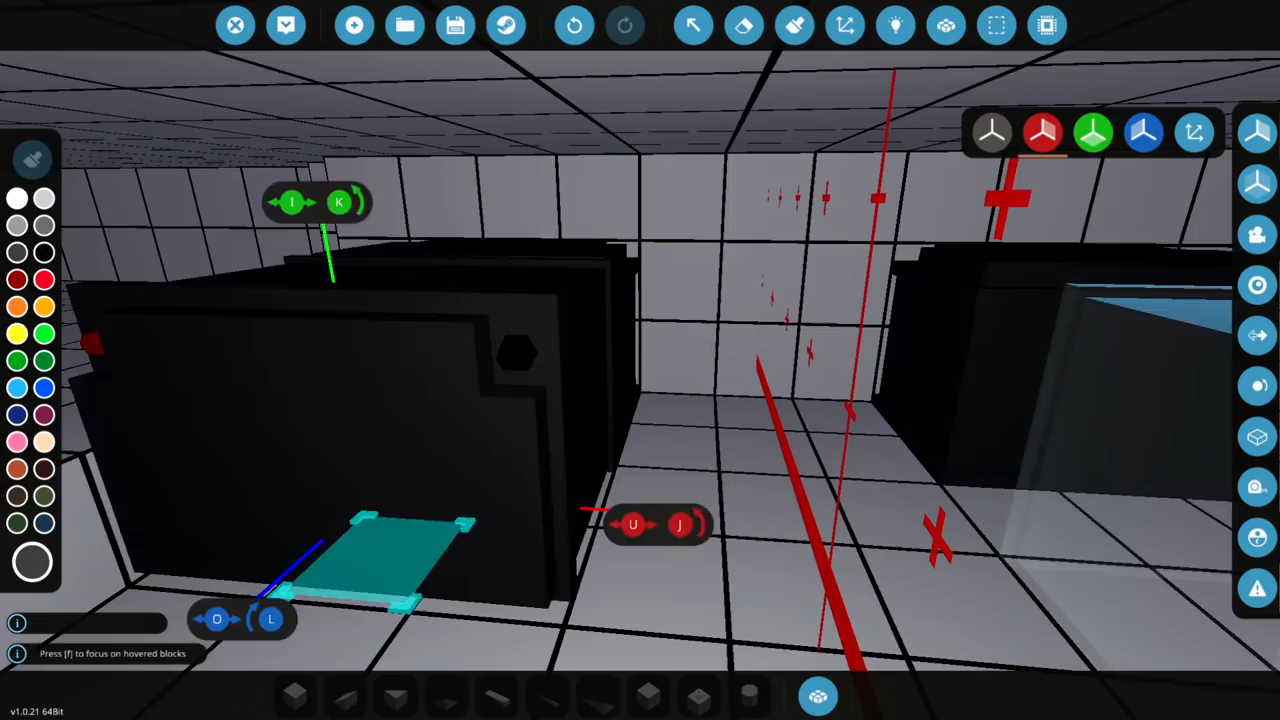 I K
U J
O L
Press [f] to focus on hovered blocks
v1.0.21 64Bit